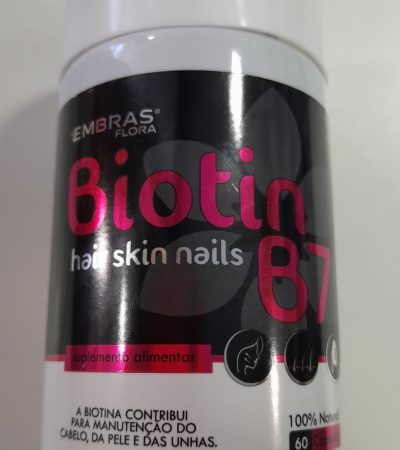 EMBRAS®
FLORA
Biotin
hair skin nails
B7
suplemento alimentar
A BIOTINA CONTRIBUI
PARA MANUTENÇÃO DO
CABELO, DA PELE E DAS UNHAS.
100%
60